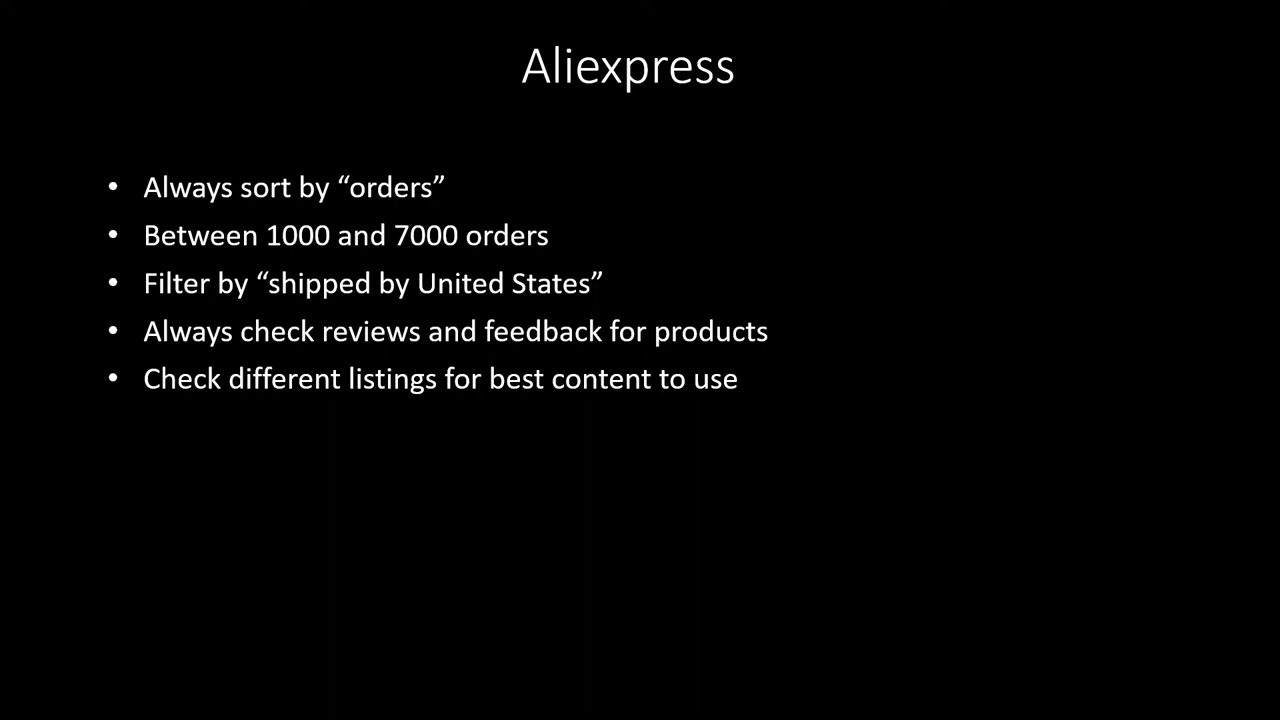 Aliexpress
• Always sort by “orders”
• Between 1000 and 7000 orders
• Filter by “shipped by United States”
• Always check reviews and feedback for products
• Check different listings for best content to use